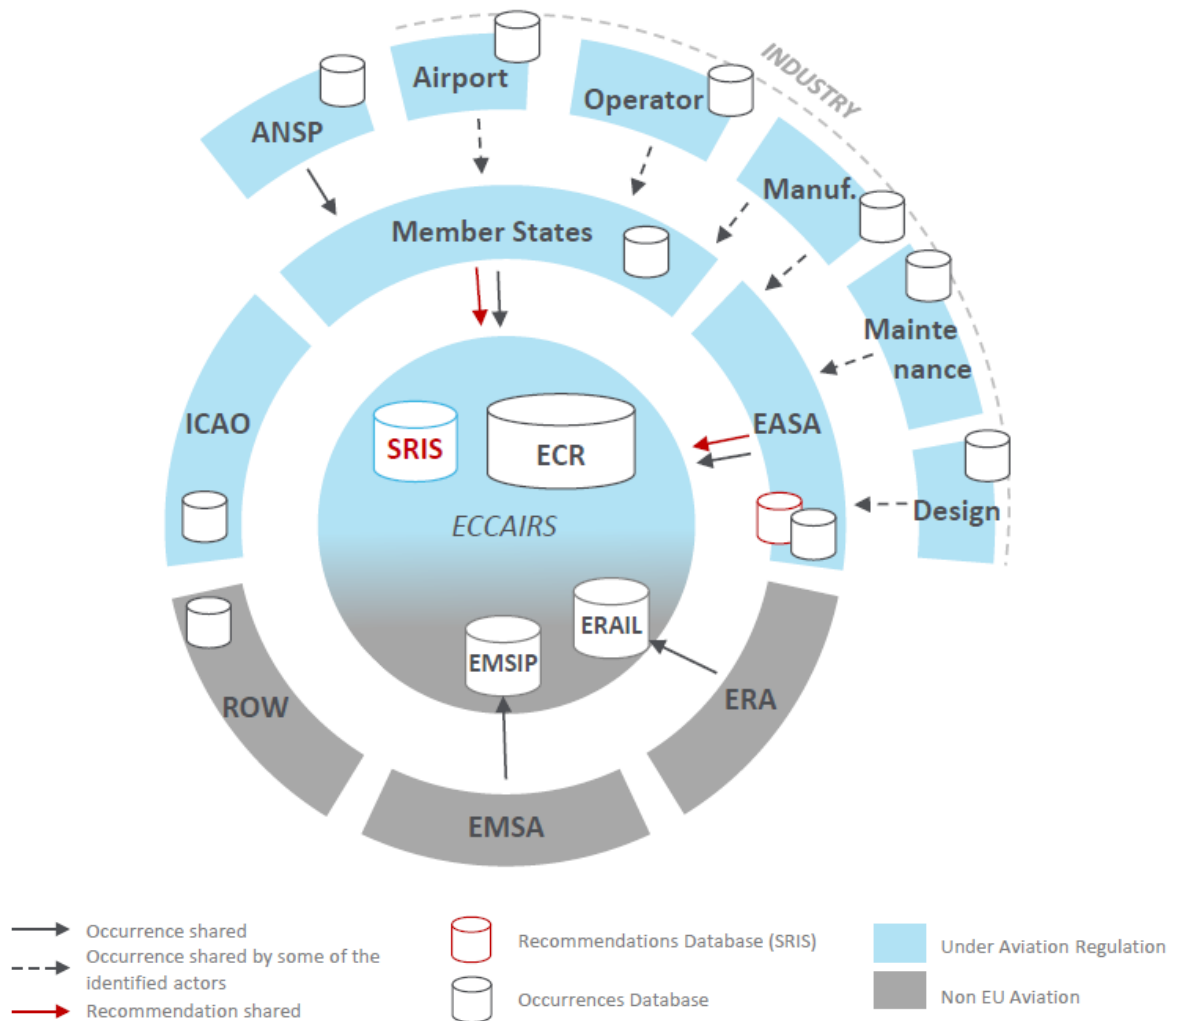 INDUSTRY
Airport
Operator
ANSP
Manuf.
Member States
Mainte
nance
ICAO
EASA
SRIS
ECR
Design
ECCAIRS
ERAIL
EMSIP
ROW
ERA
EMSA
Occurrence shared
Occurrence shared by some of the
identified actors
Recommendation shared
Recommendations Database (SRIS)
Occurrences Database
Under Aviation Regulation
Non EU Aviation